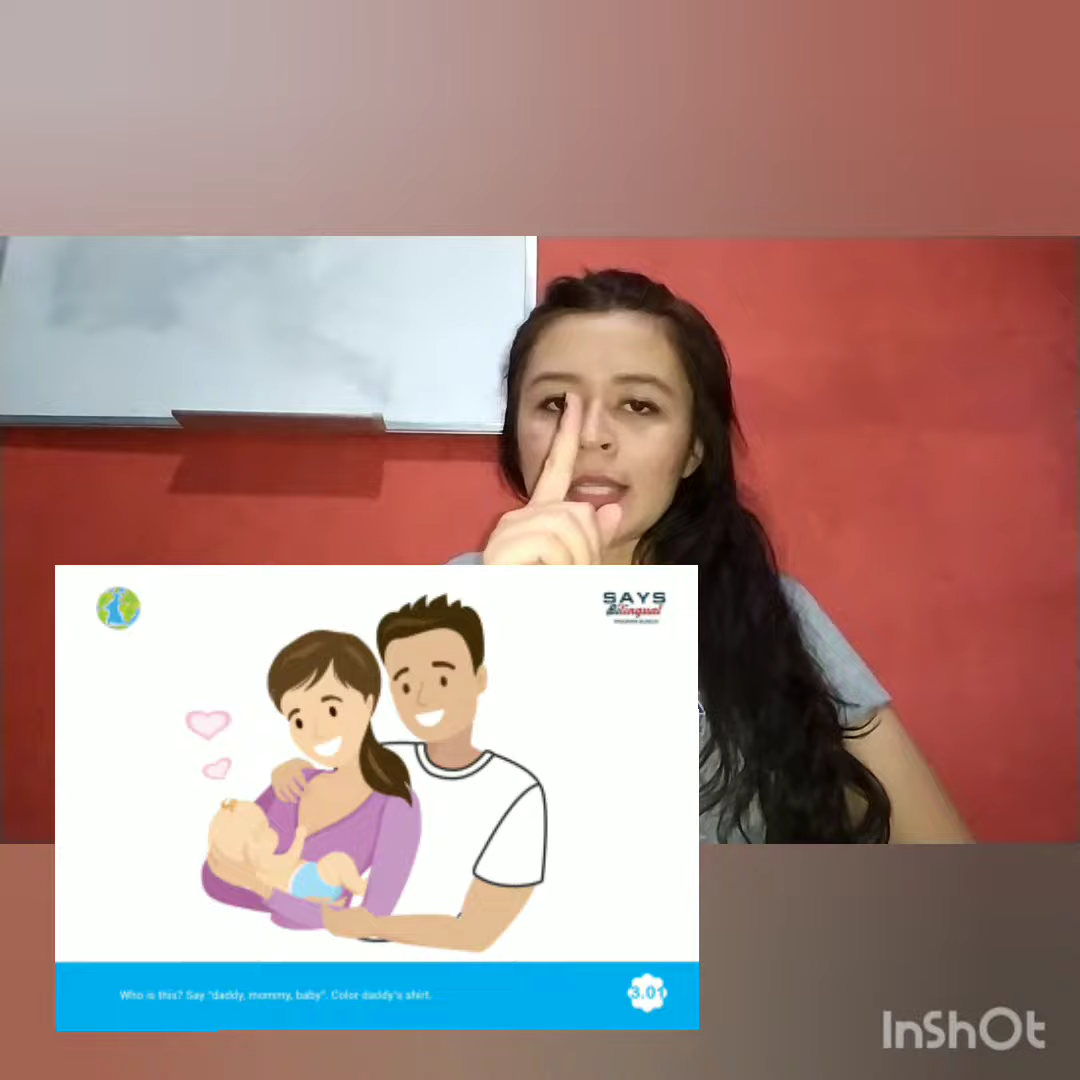 SAYS
Bilingual
Who is this? Say "daddy, mommy, baby". Color daddy's shirt.
3.01
InShOt